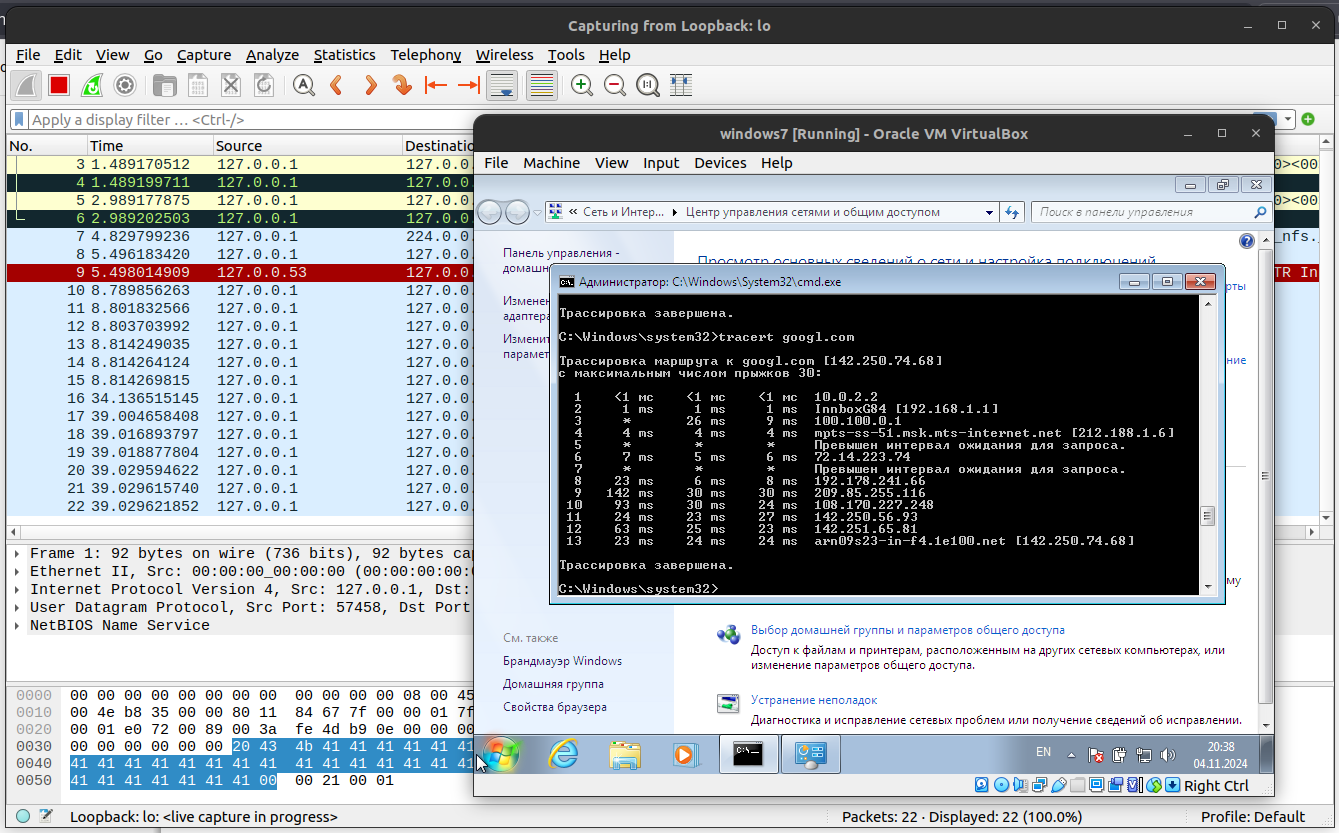 Capturing from Loopback: lo
File Edit View Go Capture Analyze Statistics Telephony Wireless Tools Help
Apply a display filter … <Ctrl-/>
No. Time Source
3 1.489170512 127.0.0.1 127.0.0.
4 1.489199711 127.0.0.1 127.0.0.
5 2.989177875 127.0.0.1 127.0.0.
6 2.989202503 127.0.0.1 127.0.0.
7 4.829799236 127.0.0.1 224.0.0.
8 5.496183420 127.0.0.1 127.0.0.
9 5.498014909 127.0.0.53 127.0.0.
10 8.789856263 127.0.0.1 127.0.0.
11 8.801832566 127.0.0.1 127.0.0.
12 8.803703992 127.0.0.1 127.0.0.
13 8.814249035 127.0.0.1 127.0.0.
14 8.814264124 127.0.0.1 127.0.0.
15 8.814269815 127.0.0.1 127.0.0.
16 34.136515145 127.0.0.1 127.0.0.
17 39.004658408 127.0.0.1 127.0.0.
18 39.016893797 127.0.0.1 127.0.0.
19 39.018877804 127.0.0.1 127.0.0.
20 39.029594622 127.0.0.1 127.0.0.
21 39.029615740 127.0.0.1 127.0.0.
22 39.029621852 127.0.0.1 127.0.0.
Frame 1: 92 bytes on wire (736 bits), 92 bytes cap
Ethernet II, Src: 00:00:00_00:00:00 (00:00:00:00:
Internet Protocol Version 4, Src: 127.0.0.1, Dst:
User Datagram Protocol, Src Port: 57458, Dst Port
NetBIOS Name Service
0000 00 00 00 00 00 00 00 00 00 00 00 00 08 00 45
0010 00 4e b8 35 00 00 80 11 84 67 7f 00 00 01 7f
0020 00 01 e0 72 00 89 00 3a fe 4d b9 0e 00 00 00
0030 00 00 00 00 00 00 20 43 4b 41 41 41 41 41 41
0040 41 41 41 41 41 41 41 41 41 41 41 41 41 41 41
0050 41 41 41 41 41 41 41 00 00 21 00 01
Loopback: lo: <live capture in progress>
Packets: 22 · Displayed: 22 (100.0%)
Profile: Default
windows7 [Running] - Oracle VM VirtualBox
File Machine View Input Devices Help
« Сеть и Интер... Центр управления сетями и общим доступом
Поиск в панели управления
Панель управления -
Просмотр основных сведений о сети и настройка подключений
См. также
Брандмауэр Windows
Домашняя группа
Свойства браузера
Администратор: C:\Windows\System32\cmd.exe
Трассировка завершена.
C:\Windows\system32>tracert googl.com
Трассировка маршрута к googl.com [142.250.74.68]
с максимальным числом прыжков 30:
1 <1 мс <1 мс <1 мс 10.0.2.2
2 1 ms 1 ms 1 ms InnboxG84 [192.168.1.1]
3 * 26 ms 9 ms 100.100.0.1
4 4 ms 4 ms 4 ms mpts-ss-51.msk.mts-internet.net [212.188.1.6]
5 * * * Превышен интервал ожидания для запроса.
6 7 ms 5 ms 6 ms 72.14.223.74
7 * * * Превышен интервал ожидания для запроса.
8 23 ms 6 ms 8 ms 192.178.241.66
9 142 ms 30 ms 30 ms 209.85.255.116
10 93 ms 30 ms 24 ms 108.170.227.248
11 24 ms 23 ms 27 ms 142.250.56.93
12 63 ms 25 ms 23 ms 142.251.65.81
13 23 ms 24 ms 24 ms arn09s23-in-f4.1e100.net [142.250.74.68]
Трассировка завершена.
C:\Windows\system32>
Выбор домашней группы и параметров общего доступа
Доступ к файлам и принтерам, расположенным на других сетевых компьютерах, или
изменение параметров общего доступа.
Устранение неполадок
Диагностика и исправление сетевых проблем или получение сведений об исправлении.
EN
20:38
04.11.2024
Right Ctrl